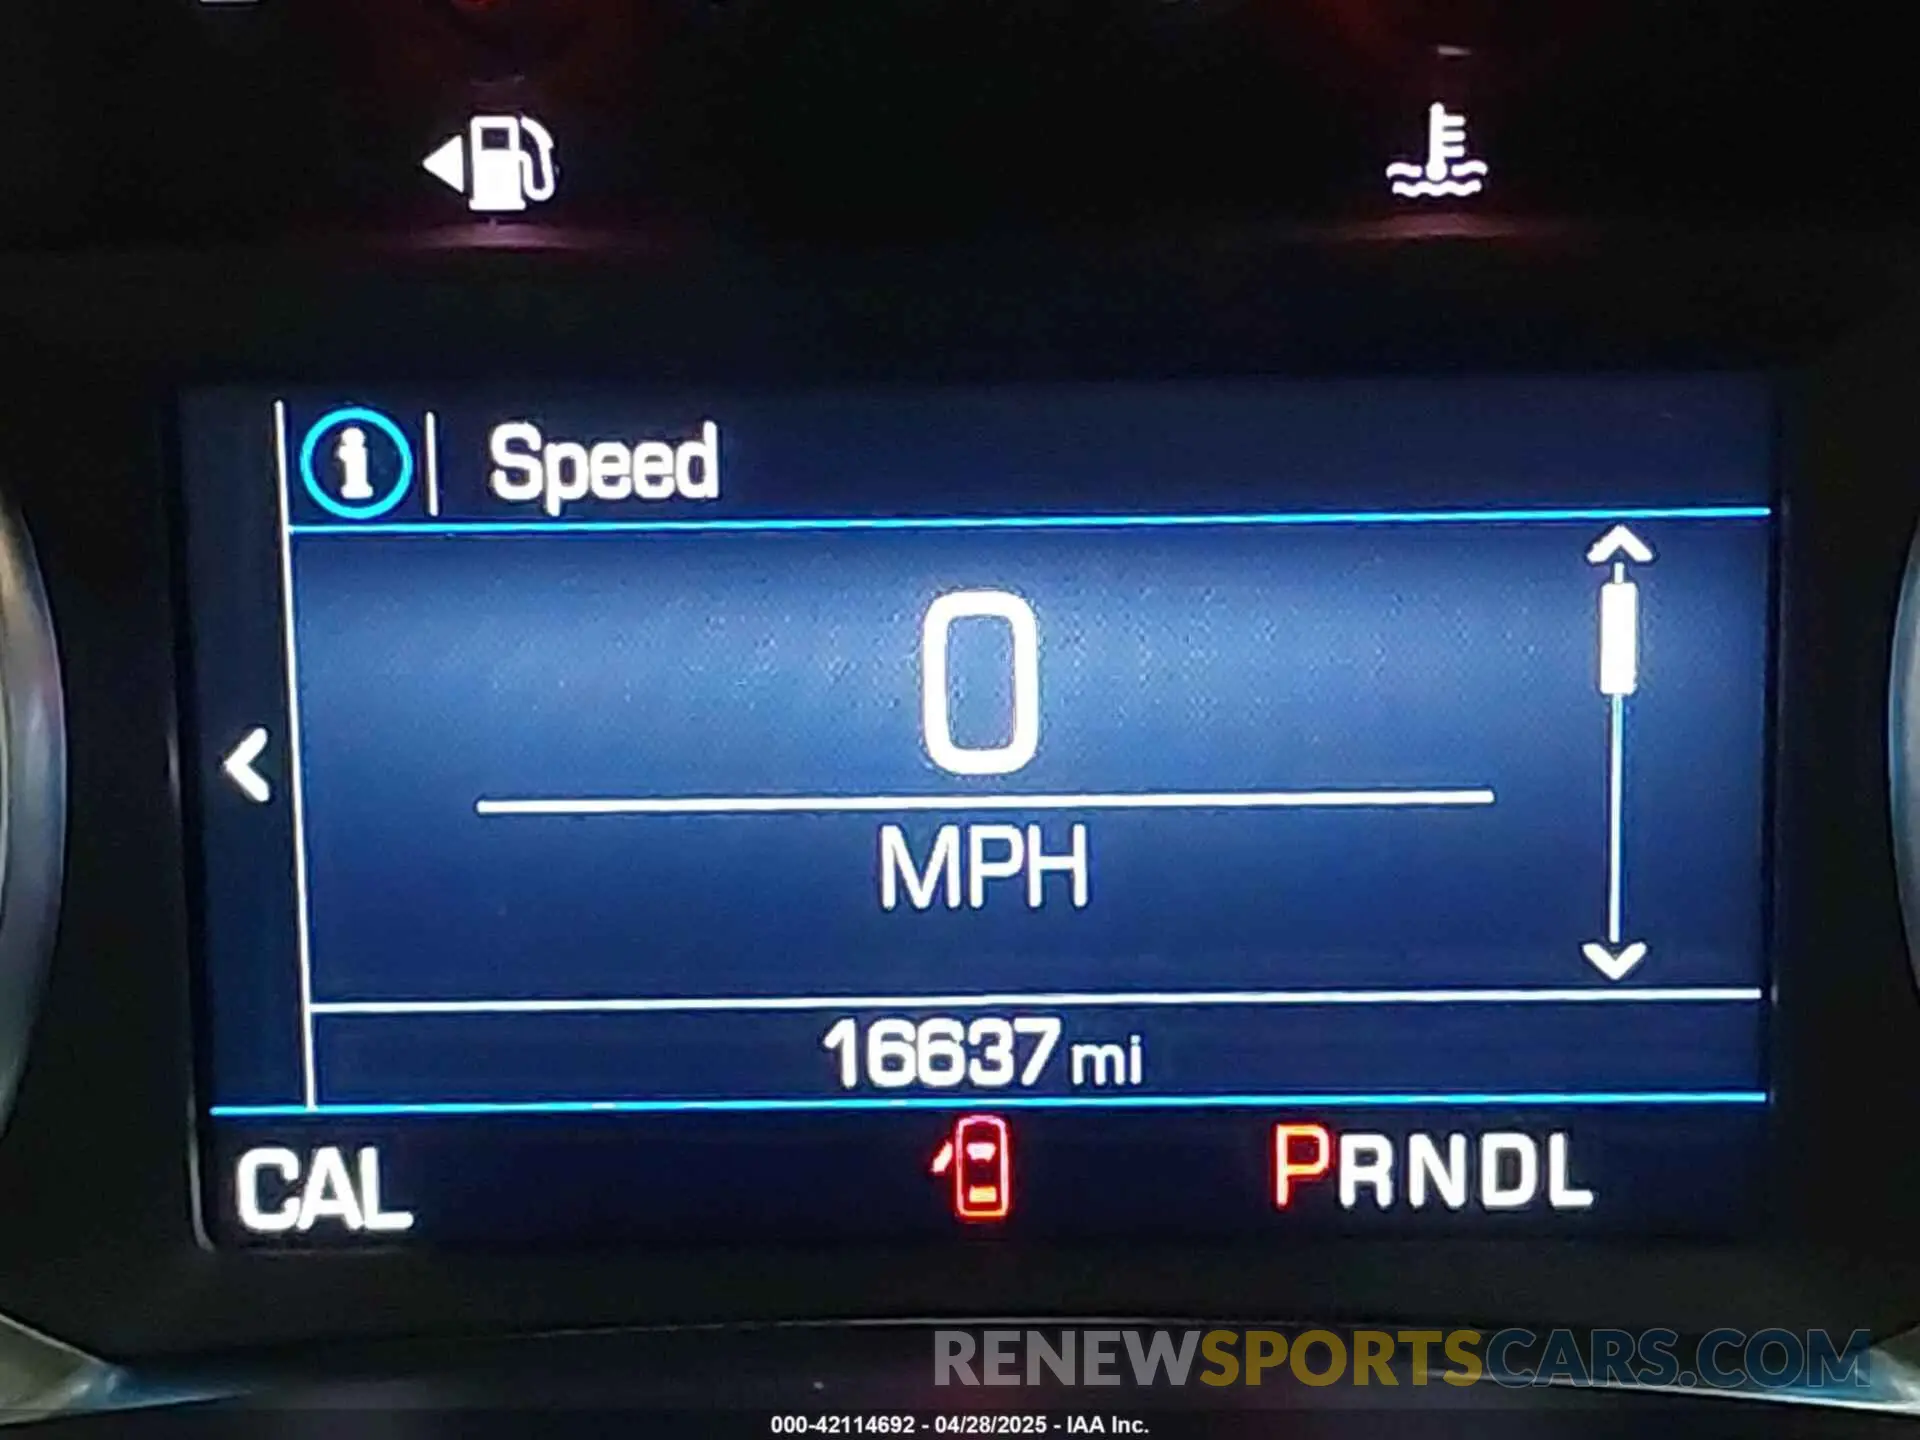 Speed
0
MPH
16637 mi
CAL
PRNDL
RENEWSPORTSCARS.COM
000-42114692 - 04/28/2025 - IAA Inc.